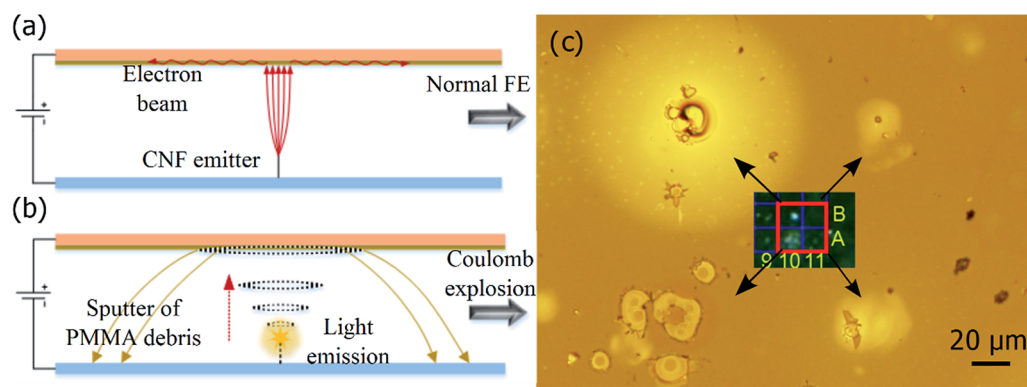 (a)
Electron
beam
CNF emitter
Normal FE
+
-
(b)
Sputter of
PMMA debris
Light
emission
Coulomb
explosion
+
-
(c)
B
A
9 10 11
20 μm